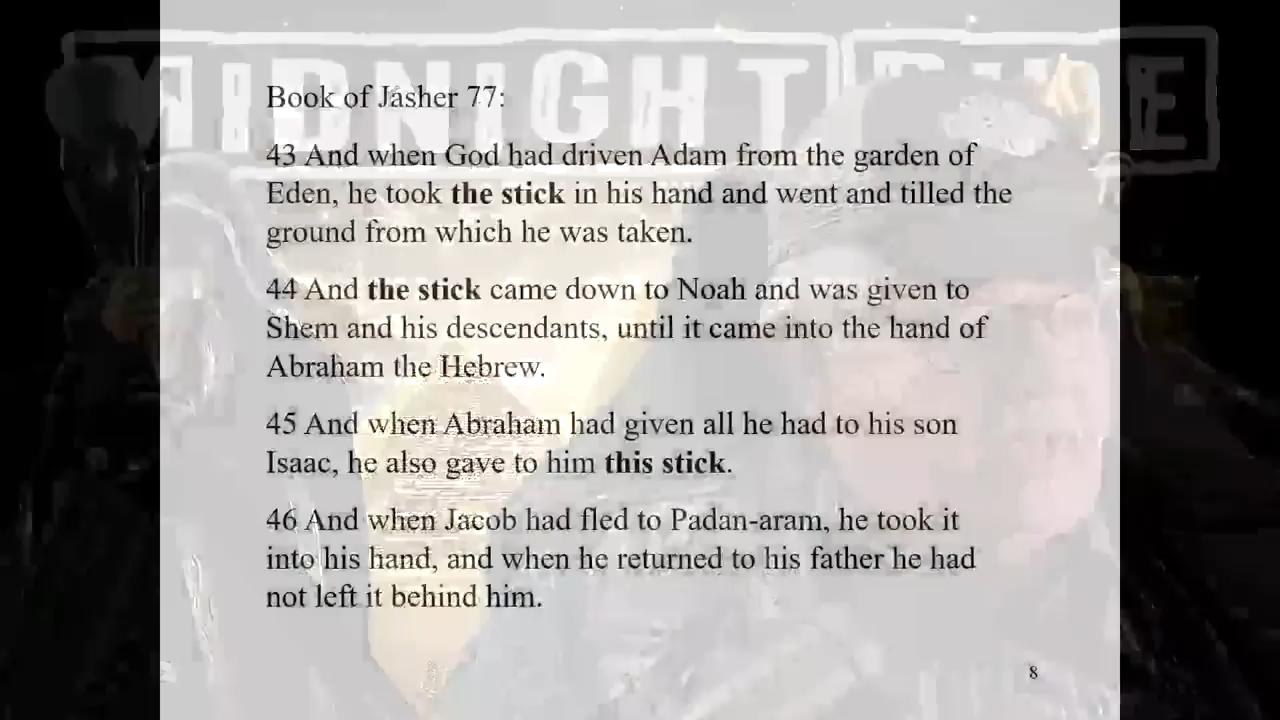 MIDNIGHT RIDE
Book of Jasher 77:
43 And when God had driven Adam from the garden of
Eden, he took the stick in his hand and went and tilled the
ground from which he was taken.
44 And the stick came down to Noah and was given to
Shem and his descendants, until it came into the hand of
Abraham the Hebrew.
45 And when Abraham had given all he had to his son
Isaac, he also gave to him this stick.
46 And when Jacob had fled to Padan-aram, he took it
into his hand, and when he returned to his father he had
not left it behind him.
8